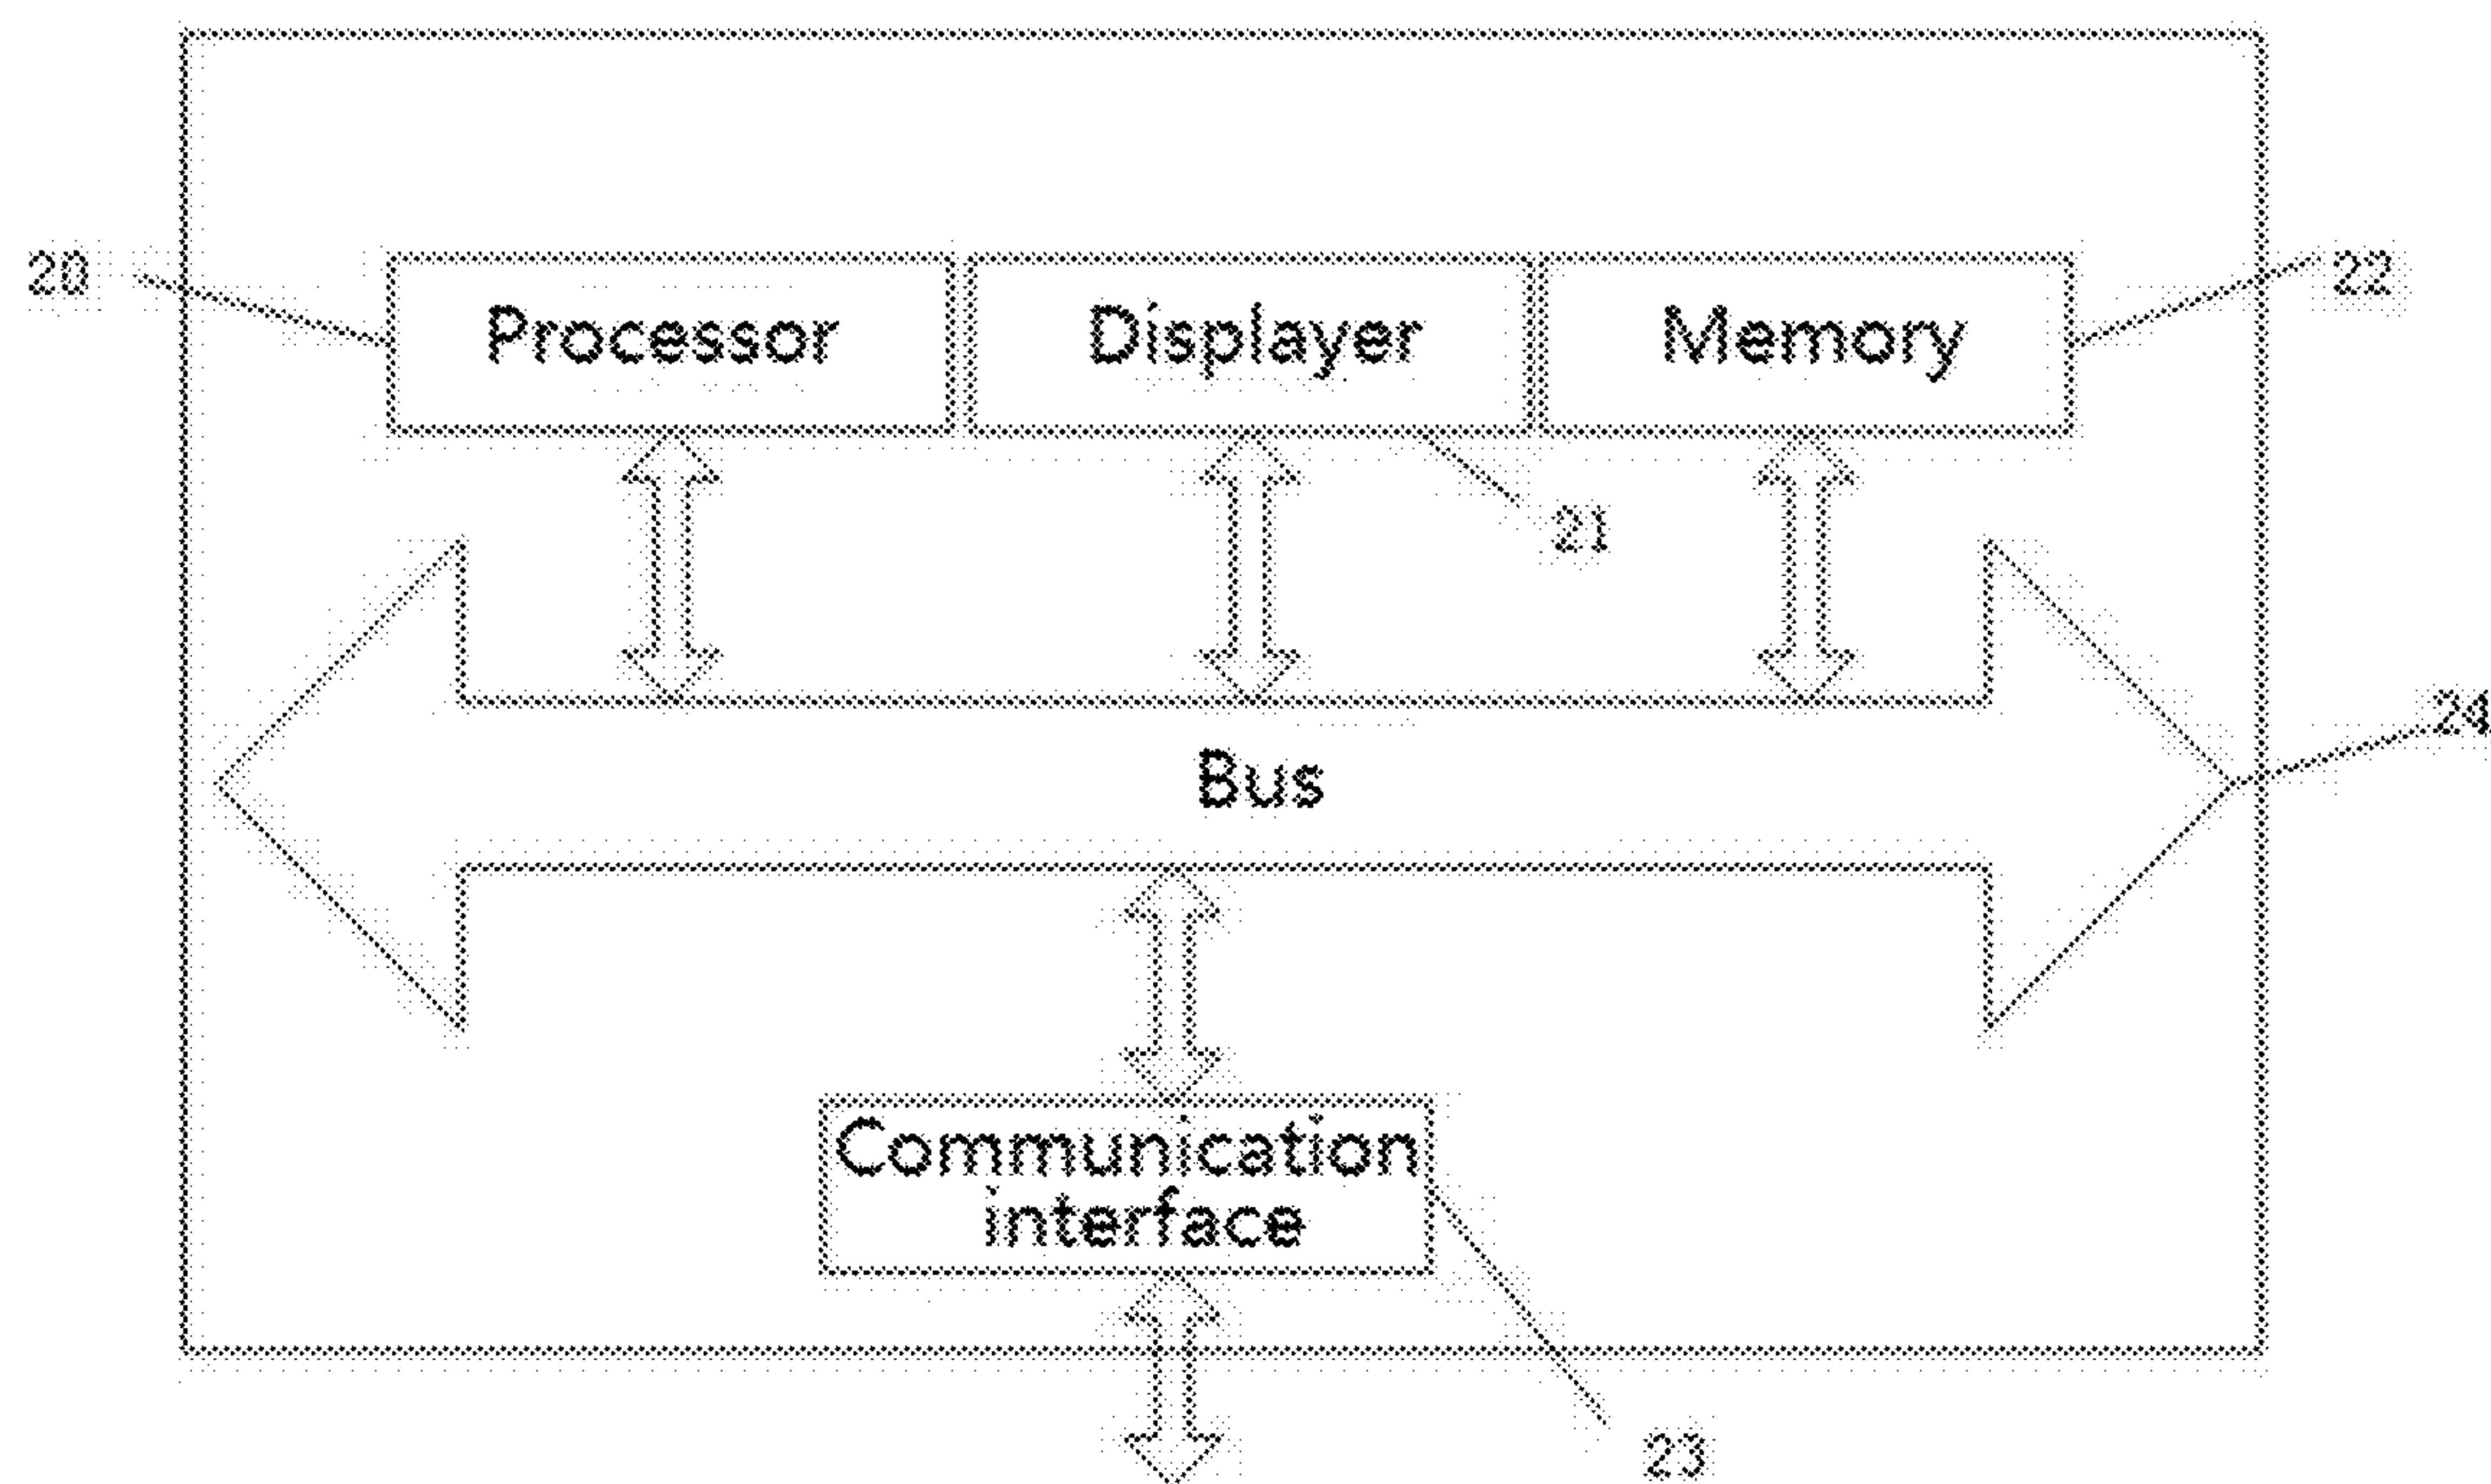 20
Processor
Displayer
Memory
22
21
Bus
24
Communication
interface
23